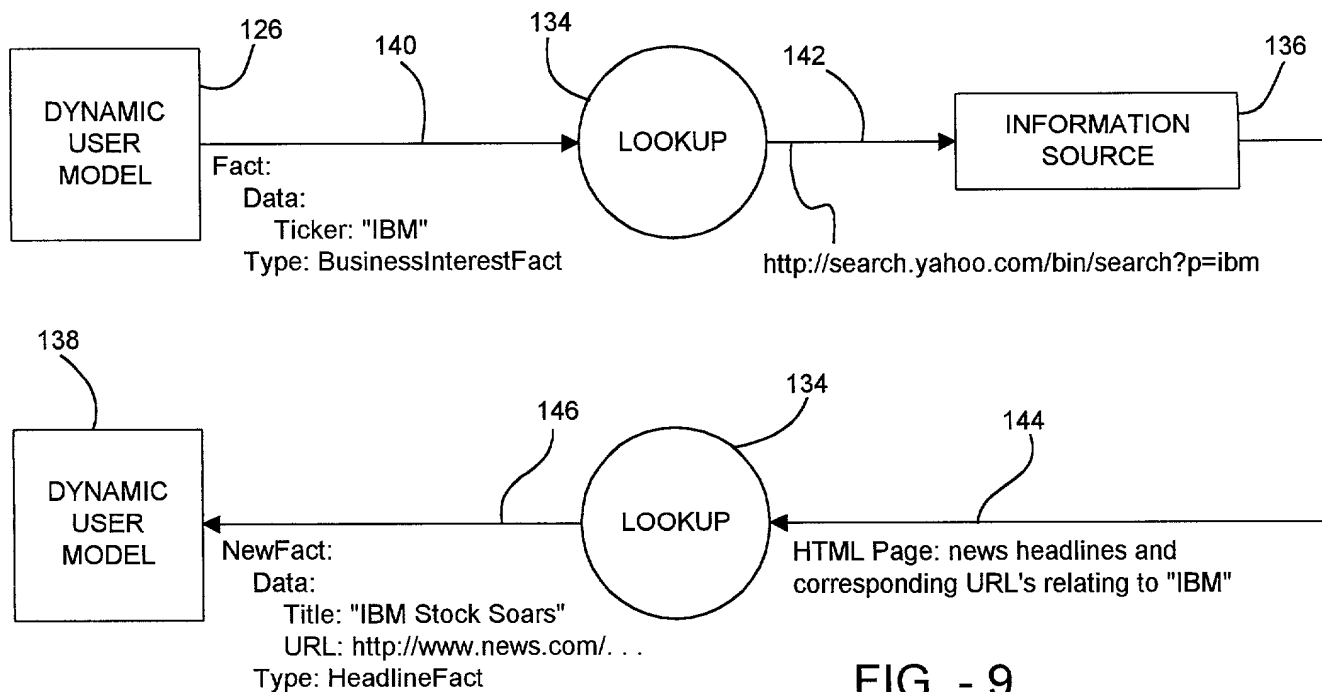 126
140
134
142
136
DYNAMIC
USER
MODEL
LOOKUP
INFORMATION
SOURCE
Fact:
Data:
Ticker: "IBM"
Type: BusinessInterestFact
http://search.yahoo.com/bin/search?p=ibm
138
146
134
144
DYNAMIC
USER
MODEL
LOOKUP
NewFact:
Data:
Title: "IBM Stock Soars"
URL: http://www.news.com/. . .
Type: HeadlineFact
HTML Page: news headlines and
corresponding URL's relating to "IBM"
FIG. - 9